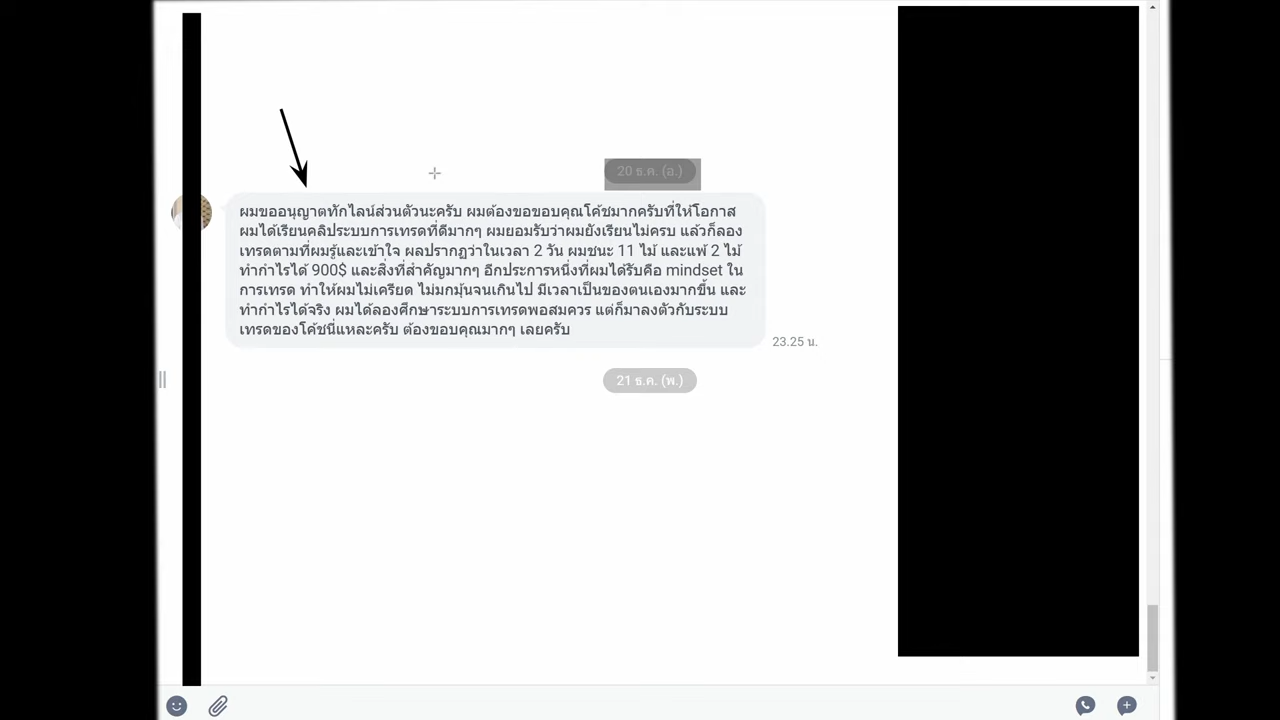 20 ธ.ค. (อ.)
ผมขออนุญาตทักไลน์ส่วนตัวนะครับ ผมต้องขอขอบคุณโค้ชมากครับที่ให้โอกาส
ผมได้เรียนคลิประบบการเทรดที่ดีมากๆ ผมยอมรับว่าผมยังเรียนไม่ครบ แล้วก็ลอง
เทรดตามที่ผมรู้และเข้าใจ ผลปรากฏว่าในเวลา 2 วัน ผมชนะ 11 ไม้ และแพ้ 2 ไม้
ทำกำไรได้ 900$ และสิ่งที่สำคัญมากๆ อีกประการหนึ่งที่ผมได้รับคือ mindset ใน
การเทรด ทำให้ผมไม่เครียด ไม่มกมุ้นจนเกินไป มีเวลาเป็นของตนเองมากขึ้น และ
ทำกำไรได้จริง ผมได้ลองศึกษาระบบการเทรดพอสมควร แต่ก็มาลงตัวกับระบบ
เทรดของโค้ชนี่แหละครับ ต้องขอบคุณมากๆ เลยครับ
23.25 น.
21 ธ.ค. (พ.)